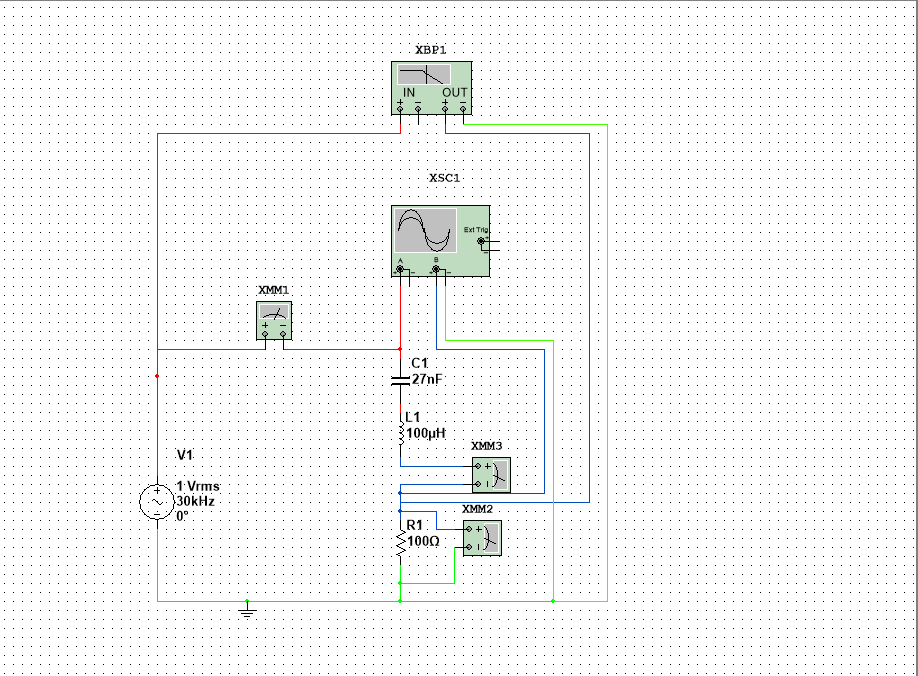 XBP1
IN OUT
XSC1
Ext Trig
A B
XMM1
C1
27nF
L1
100µH
XMM3
V1
1 Vrms
30kHz
0°
XMM2
R1
100Ω